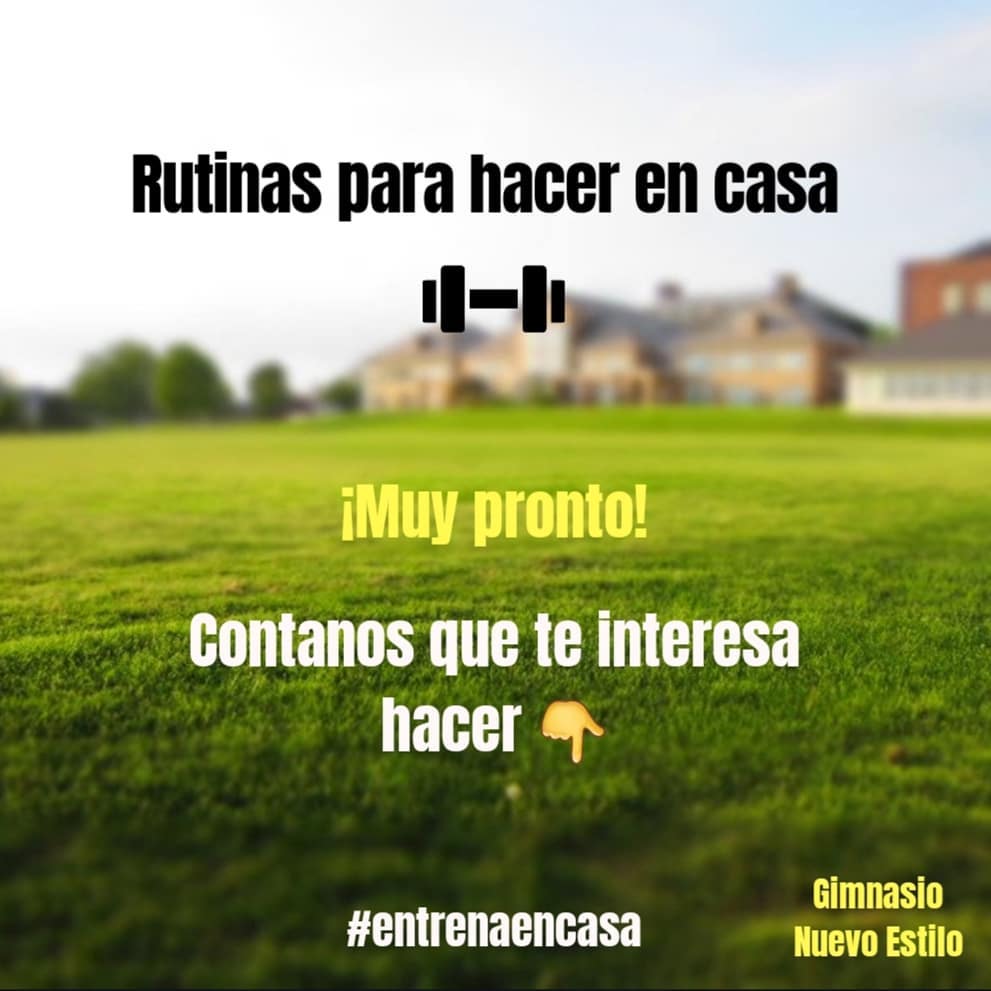 Rutinas para hacer en casa
¡Muy pronto!
Contanos que te interesa
hacer 👇
#entrenaencasa
Gimnasio
Nuevo Estilo